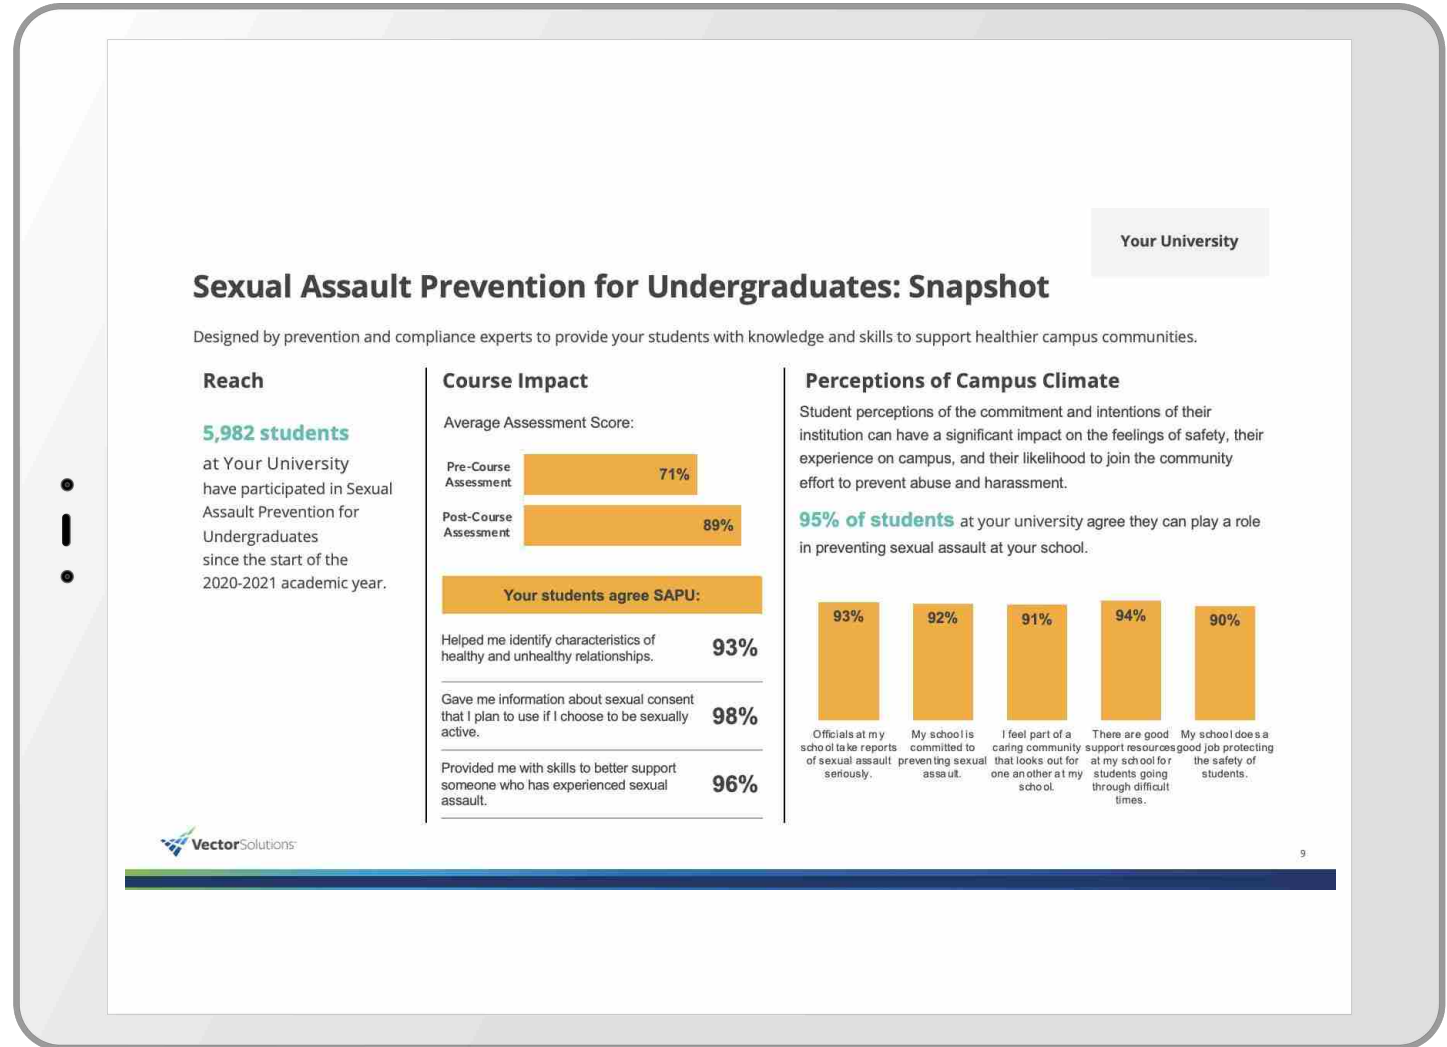 Your University
Sexual Assault Prevention for Undergraduates: Snapshot
Designed by prevention and compliance experts to provide your students with knowledge and skills to support healthier campus communities.
Reach
5,982 students
at Your University
have participated in Sexual
Assault Prevention for
Undergraduates
since the start of the
2020-2021 academic year.
Course Impact
Average Assessment Score:
Pre-Course
Assessment
71%
Post-Course
Assessment
89%
Your students agree SAPU:
Helped me identify characteristics of
healthy and unhealthy relationships.
93%
Gave me information about sexual consent
that I plan to use if I choose to be sexually
active.
98%
Provided me with skills to better support
someone who has experienced sexual
assault.
96%
Perceptions of Campus Climate
Student perceptions of the commitment and intentions of their
institution can have a significant impact on the feelings of safety, their
experience on campus, and their likelihood to join the community
effort to prevent abuse and harassment.
95% of students at your university agree they can play a role
in preventing sexual assault at your school.
93%
92%
91%
94%
90%
Officials at my
school take reports
of sexual assault
seriously.
My school is
committed to
preventing sexual
assault.
I feel part of a
caring community
that looks out for
one another at my
school.
There are good
support resources
at my school for
students going
through difficult
times.
My school does a
good job protecting
the safety of
students.
VectorSolutions
9